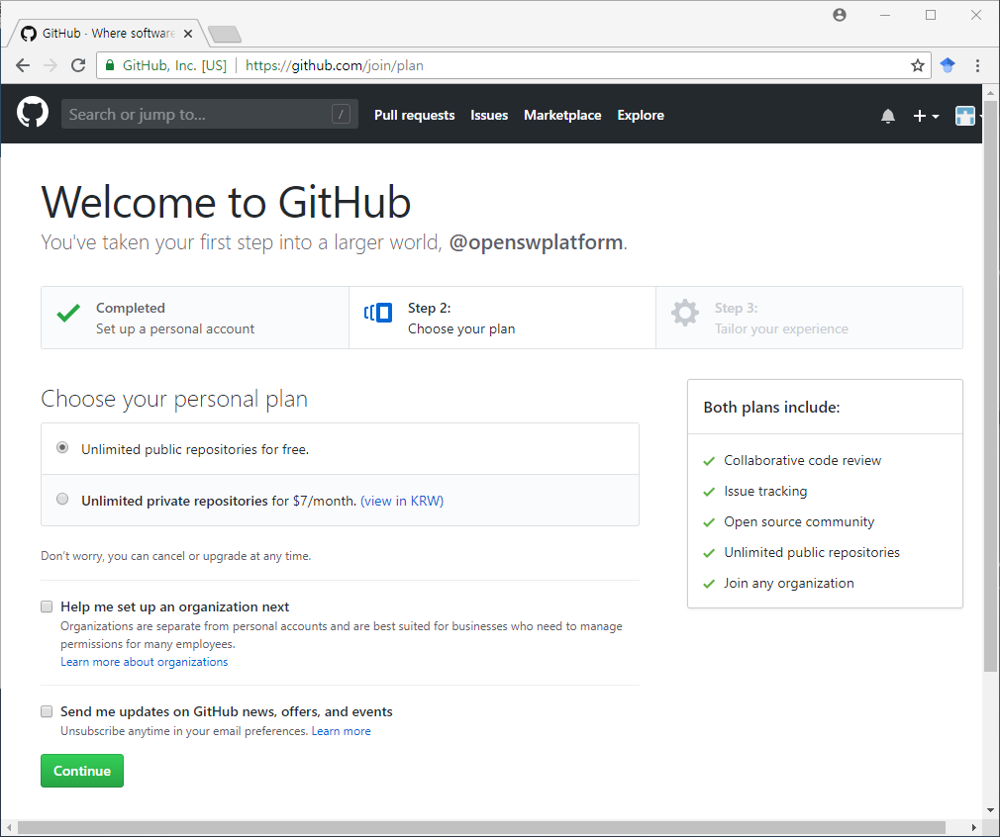 GitHub - Where software
GitHub, Inc. [US] | https://github.com/join/plan
Search or jump to... /
Pull requests Issues Marketplace Explore
Welcome to GitHub
You've taken your first step into a larger world, @openswplatform.
Completed
Set up a personal account
Step 2:
Choose your plan
Step 3:
Tailor your experience
Choose your personal plan
Unlimited public repositories for free.
Unlimited private repositories for $7/month. (view in KRW)
Don't worry, you can cancel or upgrade at any time.
Help me set up an organization next
Organizations are separate from personal accounts and are best suited for businesses who need to manage
permissions for many employees.
Learn more about organizations
Send me updates on GitHub news, offers, and events
Unsubscribe anytime in your email preferences. Learn more
Continue
Both plans include:
Collaborative code review
Issue tracking
Open source community
Unlimited public repositories
Join any organization